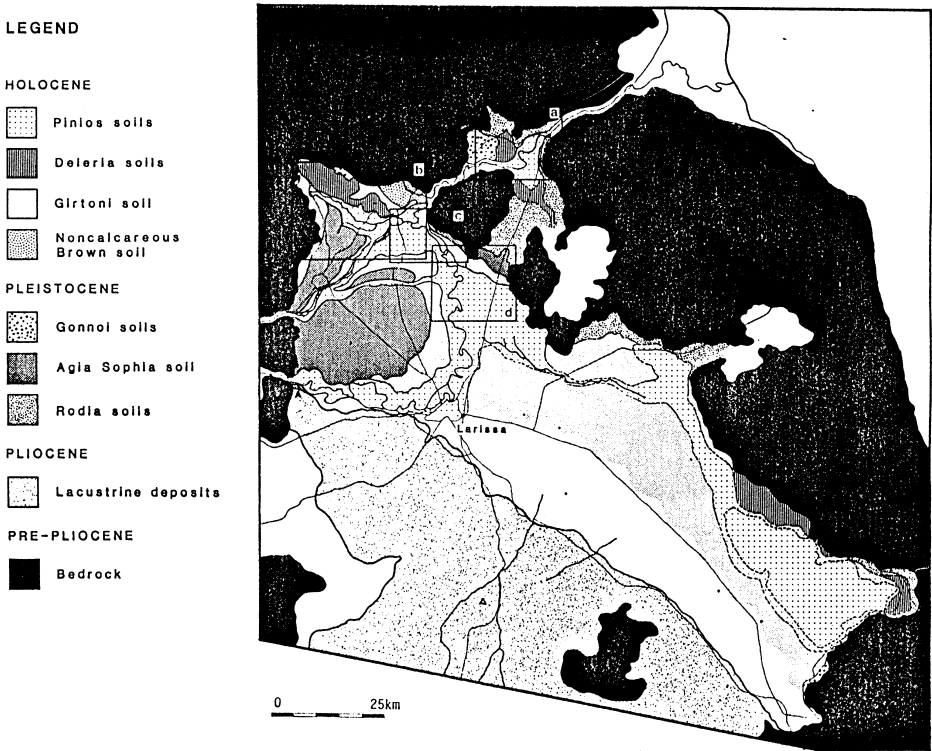 LEGEND
HOLOCENE
Pinios soils
Deleria soils
Girtoni soil
Noncalcareous
Brown soil
PLEISTOCENE
Gonnoi soils
Agia Sophia soil
Rodia soils
PLIOCENE
Lacustrine deposits
PRE-PLIOCENE
Bedrock
a
b
c
d
Larissa
0 25km